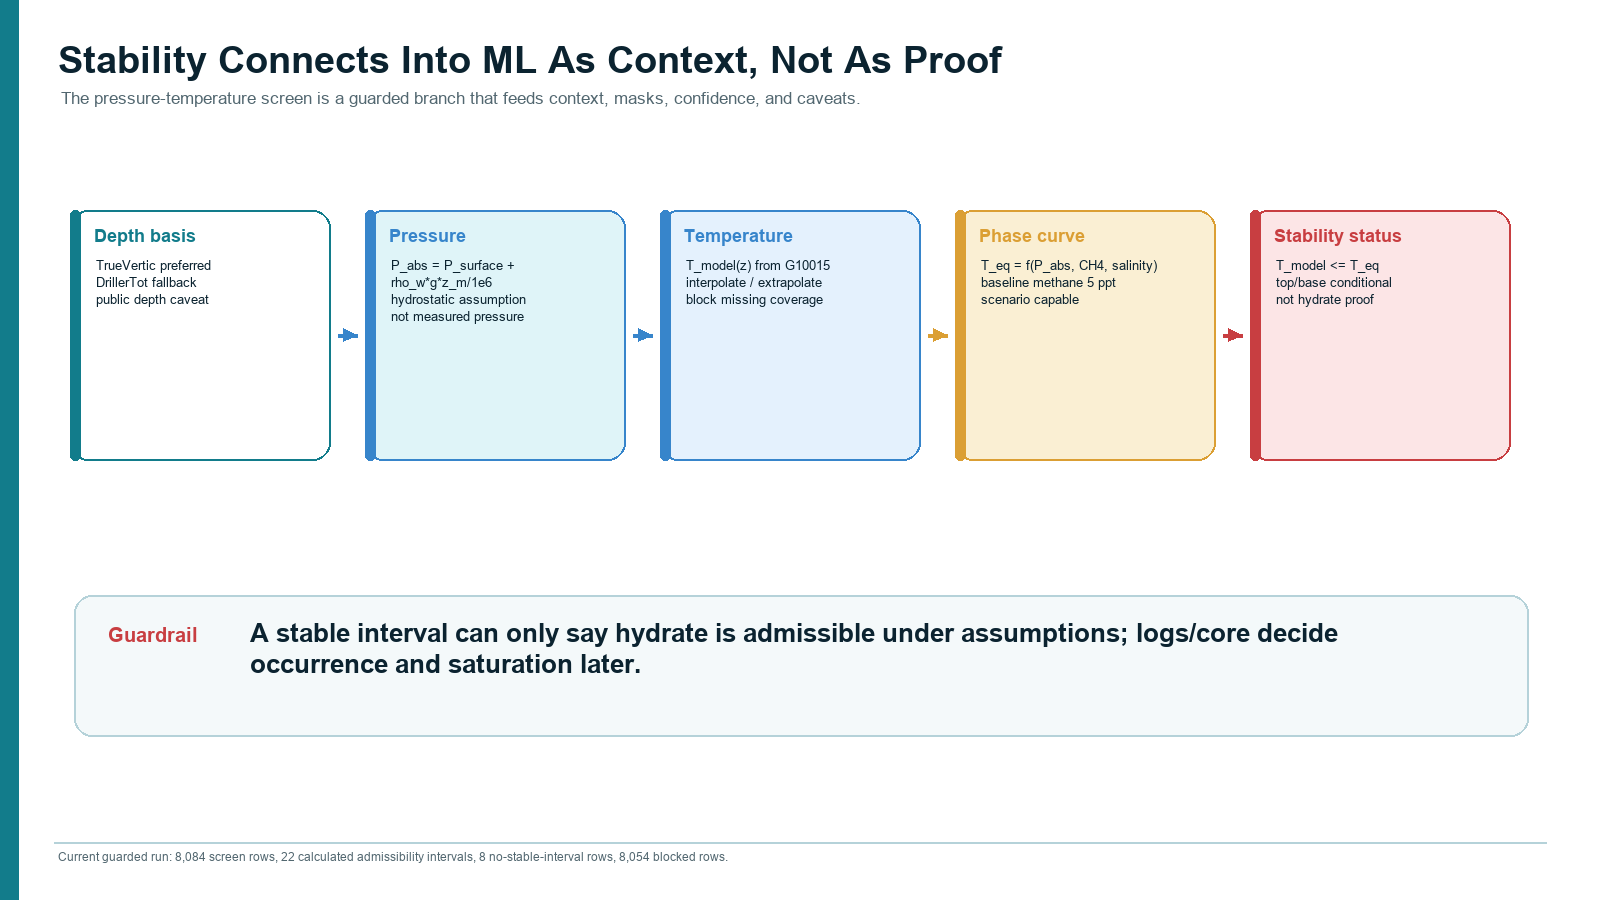 Stability Connects Into ML As Context, Not As Proof
The pressure-temperature screen is a guarded branch that feeds context, masks, confidence, and caveats.
Depth basis
TrueVertic preferred
DrillerTot fallback
public depth caveat
Pressure
P_abs = P_surface +
rho_w*g*z_m/1e6
hydrostatic assumption
not measured pressure
Temperature
T_model(z) from G10015
interpolate / extrapolate
block missing coverage
Phase curve
T_eq = f(P_abs, CH4, salinity)
baseline methane 5 ppt
scenario capable
Stability status
T_model <= T_eq
top/base conditional
not hydrate proof
Guardrail
A stable interval can only say hydrate is admissible under assumptions; logs/core decide
occurrence and saturation later.
Current guarded run: 8,084 screen rows, 22 calculated admissibility intervals, 8 no-stable-interval rows, 8,054 blocked rows.